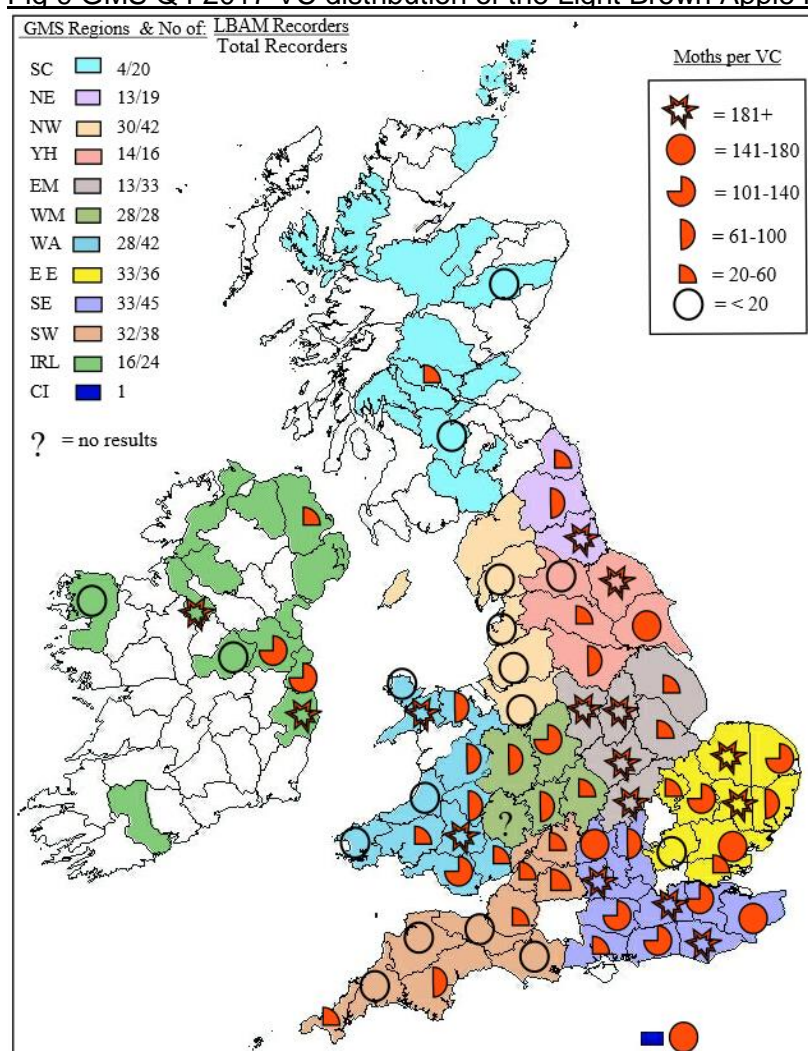 GMS Regions & No of: LBAM Recorders
Total Recorders
SC 4/20
NE 13/19
NW 30/42
YH 14/16
EM 13/33
WM 28/28
WA 28/42
E E 33/36
SE 33/45
SW 32/38
IRL 16/24
CI 1
? = no results
Moths per VC
= 181+
= 141-180
= 101-140
= 61-100
= 20-60
= < 20
?